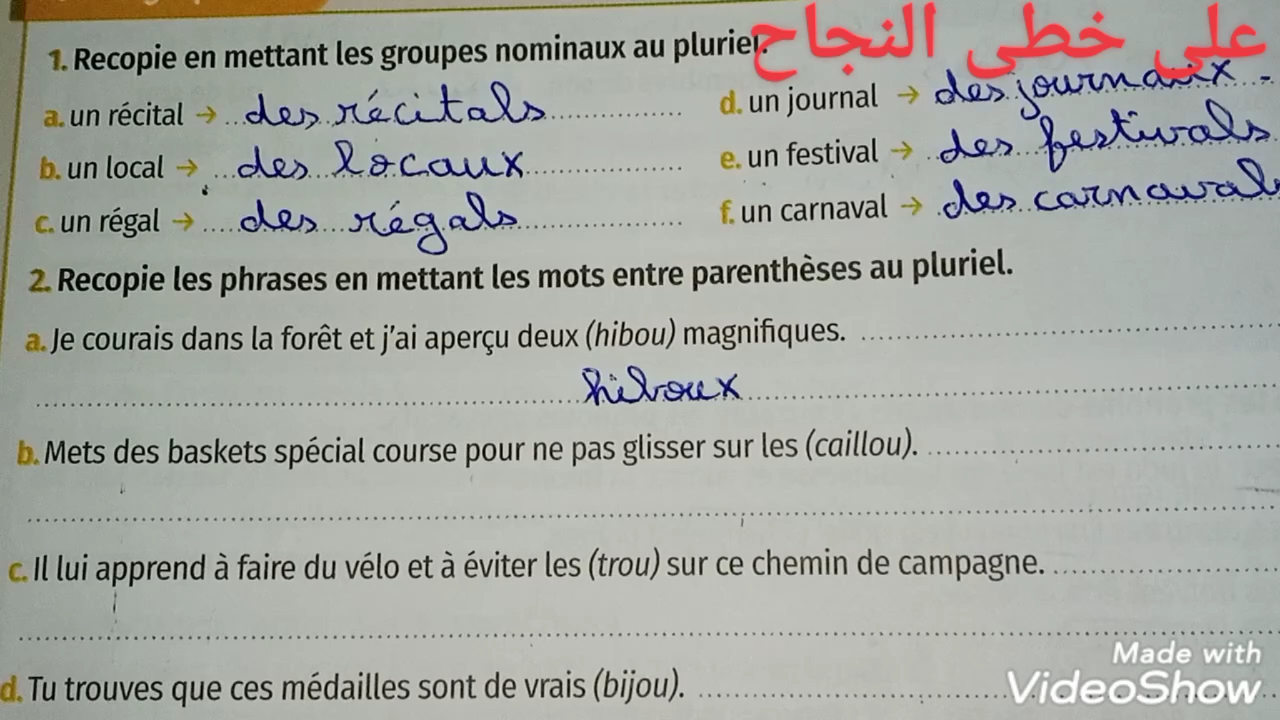 على خطى النجاح
1. Recopie en mettant les groupes nominaux au pluriel.
a. un récital → des récitals
d. un journal → des journaux
b. un local → des locaux
e. un festival → des festivals
c. un régal → des régals
f. un carnaval → des carnavals
2. Recopie les phrases en mettant les mots entre parenthèses au pluriel.
a. Je courais dans la forêt et j'ai aperçu deux (hibou) magnifiques.
hiboux
b. Mets des baskets spécial course pour ne pas glisser sur les (caillou).
c. Il lui apprend à faire du vélo et à éviter les (trou) sur ce chemin de campagne.
d. Tu trouves que ces médailles sont de vrais (bijou).
Made with
VideoShow